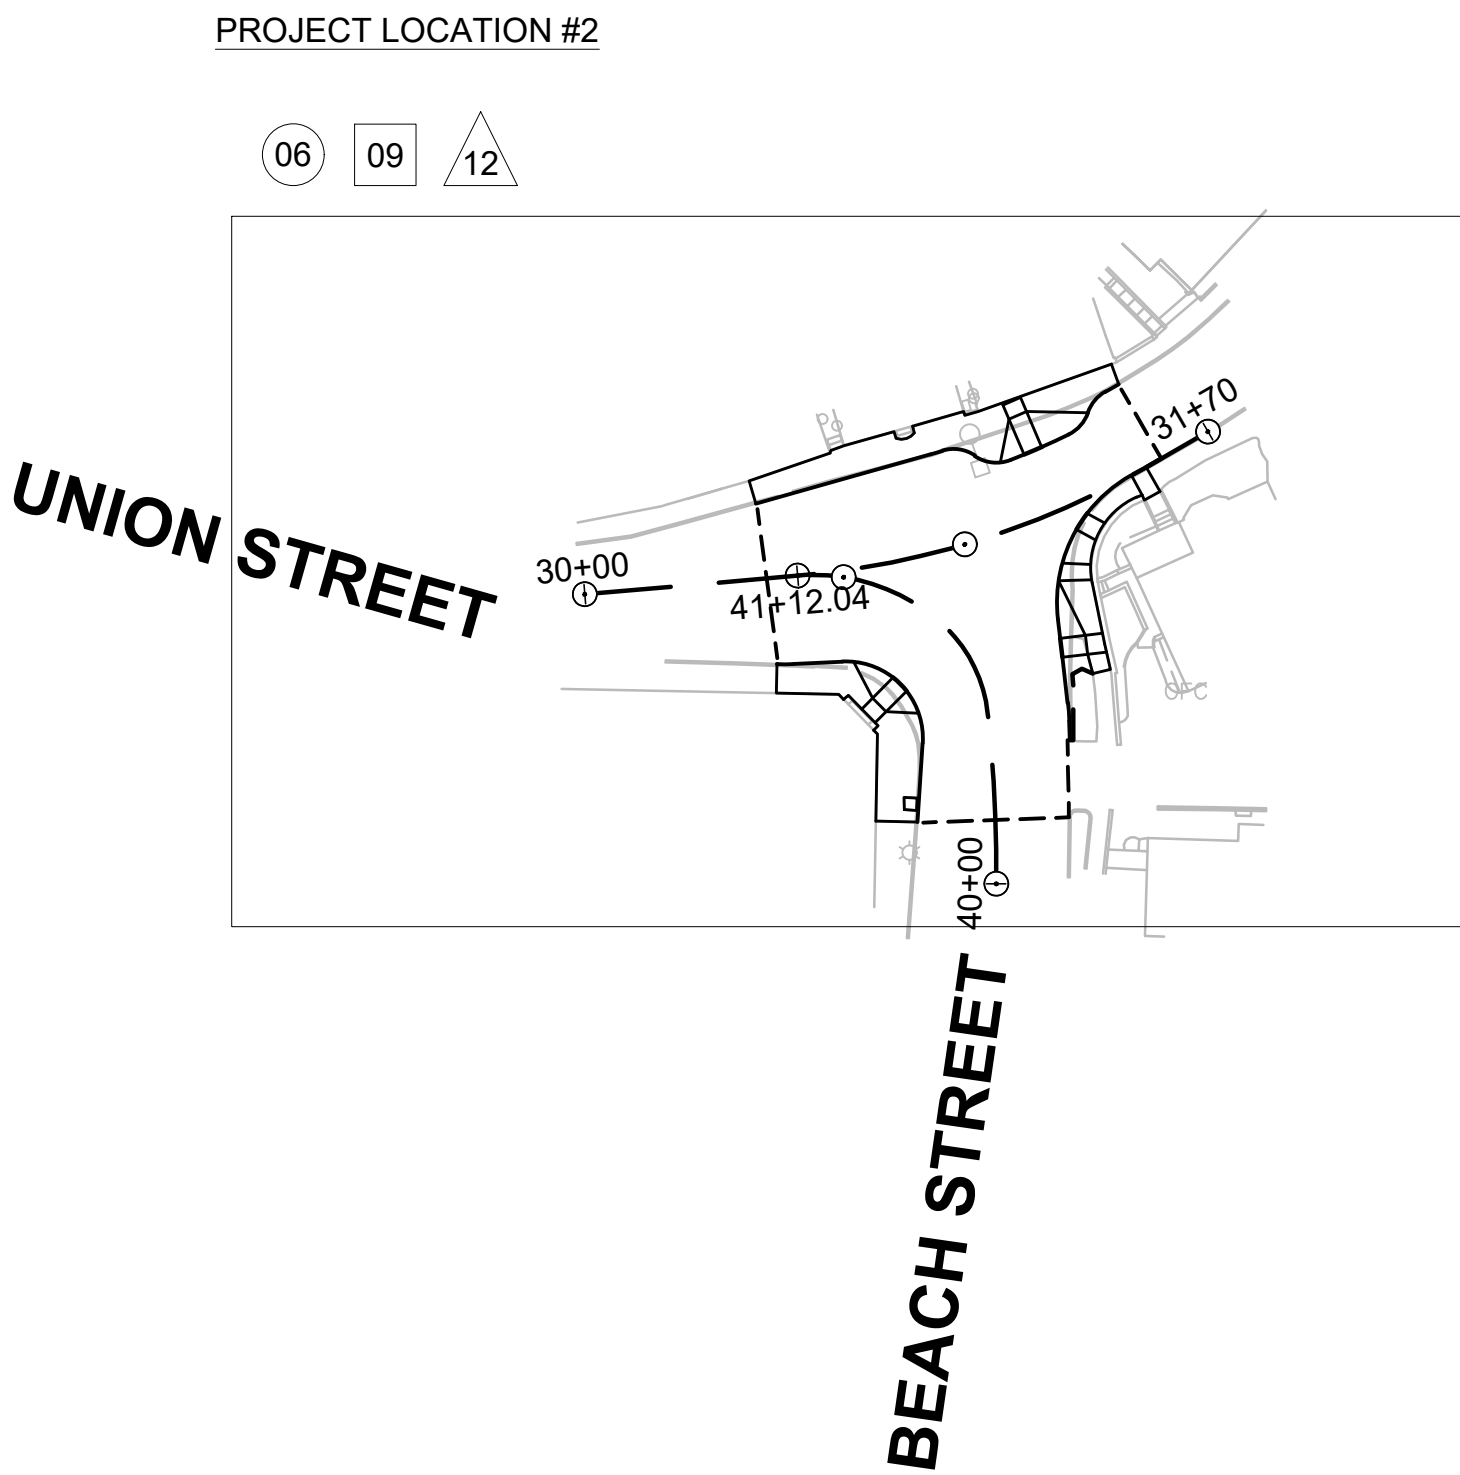 PROJECT LOCATION #2
06 09 12
31+70
UNION STREET
30+00
41+12.04
OFC
40+00
BEACH STREET